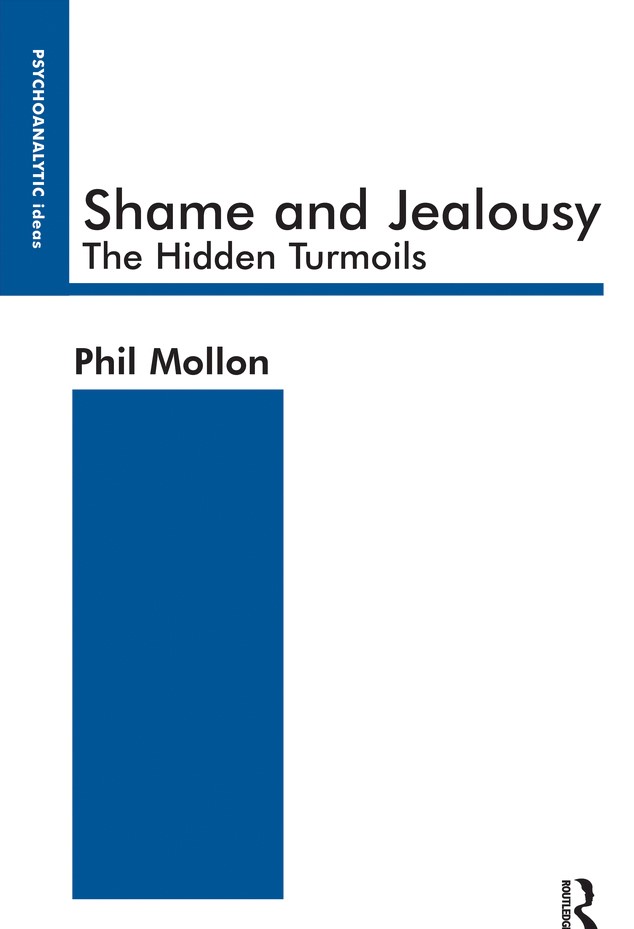 PSYCHOANALYTIC ideas
Shame and Jealousy
The Hidden Turmoils
Phil Mollon
ROUTLEDGE